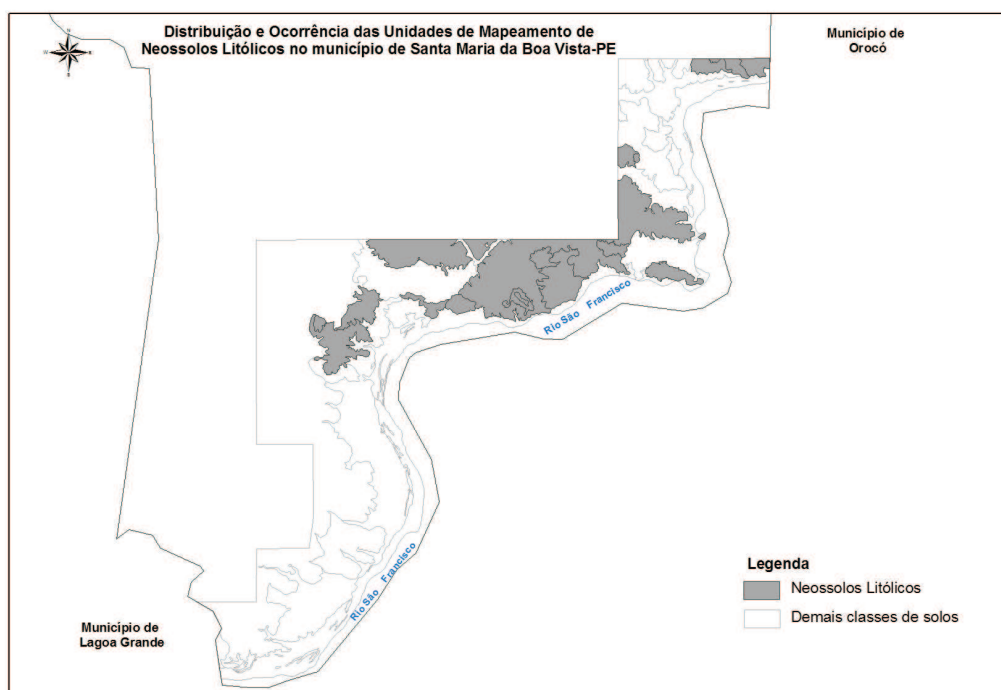 Distribuição e Ocorrência das Unidades de Mapeamento de
Neossolos Litólicos no município de Santa Maria da Boa Vista-PE
Município de
Orocó
N
W
E
S
Rio São Francisco
Rio São Francisco
Município de
Lagoa Grande
Legenda
Neossolos Litólicos
Demais classes de solos